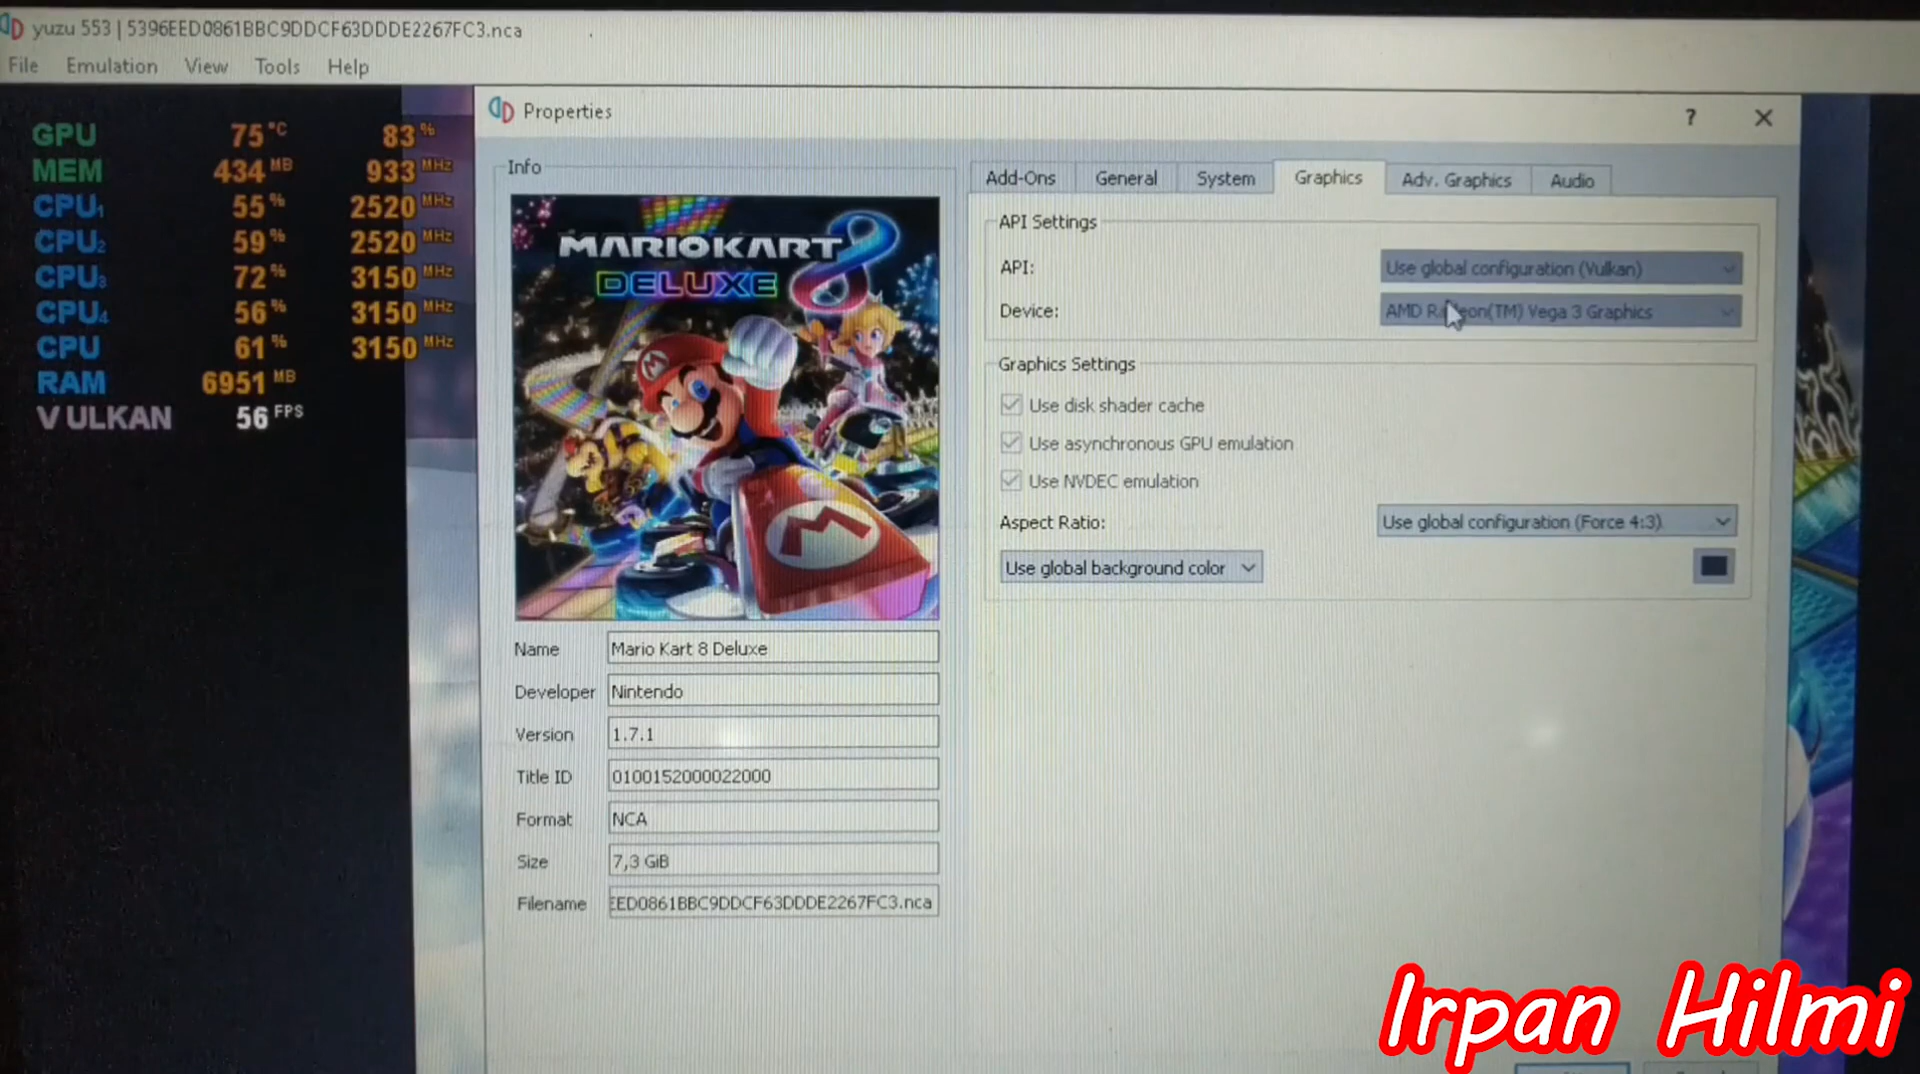 yuzu 553 | 5396EED0861BBC9DDCF63DDDE2267FC3.nca
File Emulation View Tools Help
GPU 75 °C 83 %
MEM 434 MB 933 MHz
CPU1 55 % 2520 MHz
CPU2 59 % 2520 MHz
CPU3 72 % 3150 MHz
CPU4 56 % 3150 MHz
CPU 61 % 3150 MHz
RAM 6951 MB
VULKAN 56 FPS
Properties ? X
Info
MARIOKART 8
DELUXE
Name Mario Kart 8 Deluxe
Developer Nintendo
Version 1.7.1
Title ID 0100152000022000
Format NCA
Size 7,3 GiB
Filename EED0861BBC9DDCF63DDDE2267FC3.nca
Add-Ons General System Graphics Adv. Graphics Audio
API Settings
API: Use global configuration (Vulkan)
Device: AMD Radeon(TM) Vega 3 Graphics
Graphics Settings
Use disk shader cache
Use asynchronous GPU emulation
Use NVDEC emulation
Aspect Ratio: Use global configuration (Force 4:3)
Use global background color
Irpan Hilmi